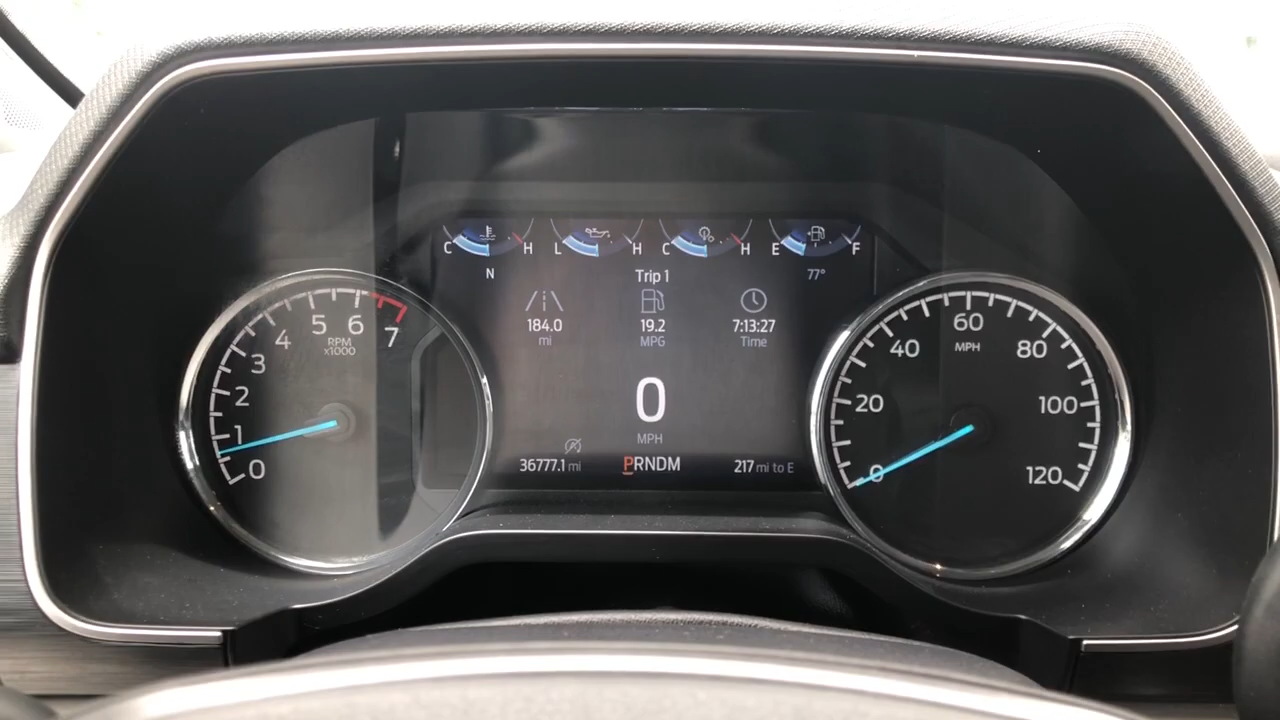 C H L H C H E F
N Trip 1 77°
184.0 19.2 7:13:27
mi MPG Time
0
MPH
36777.1 mi PRNDM 217 mi to E
0 1 2 3 4 5 6 7
RPM
x1000
0 20 40 60 80 100 120
MPH